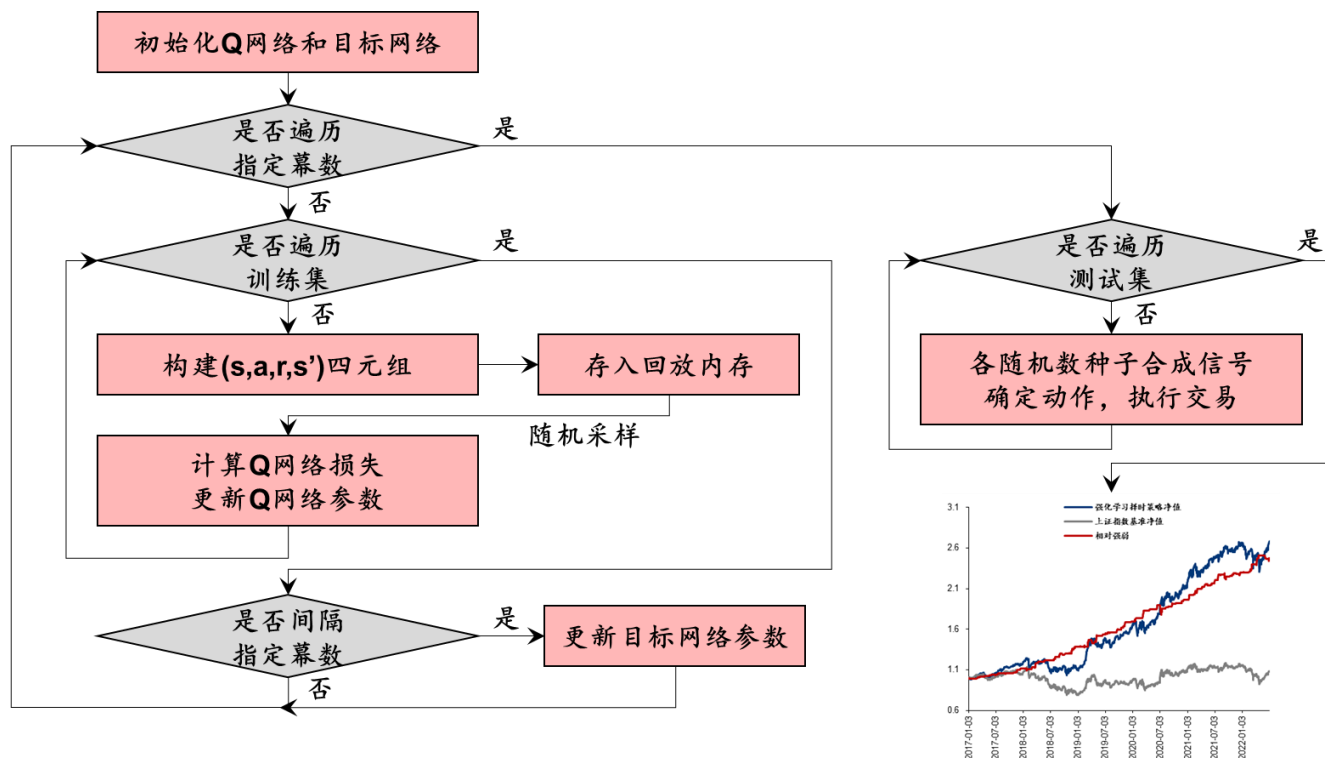 初始化Q网络和目标网络
是否遍历
指定幕数
是
否
是否遍历
训练集
是
否
构建(s,a,r,s’)四元组
存入回放内存
随机采样
计算Q网络损失
更新Q网络参数
是否间隔
指定幕数
是
否
更新目标网络参数
是否遍历
测试集
是
否
各随机数种子合成信号
确定动作，执行交易
强化学习择时策略净值
上证指数基准净值
相对强弱
3.1
2.6
2.1
1.6
1.1
0.6
2017-01-03
2017-07-03
2018-01-03
2018-07-03
2019-01-03
2019-07-03
2020-01-03
2020-07-03
2021-01-03
2021-07-03
2022-01-03